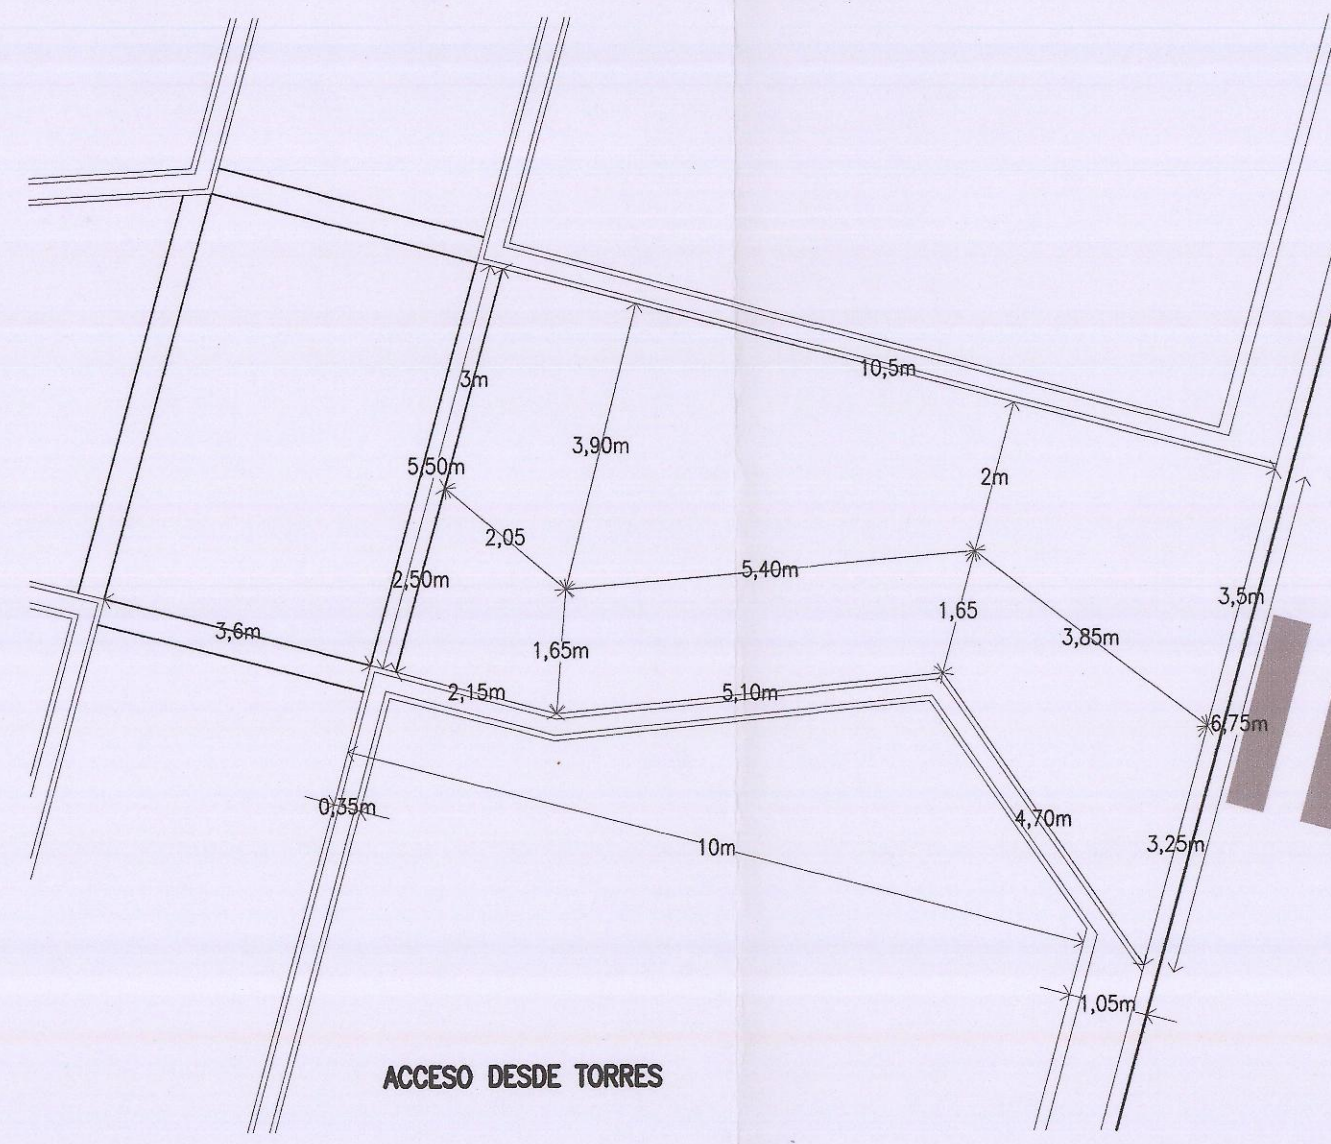 10,5m
3m
3,90m
5,50m
2m
2,05
5,40m
2,50m
3,5m
1,65
3,6m
3,85m
1,65m
2,15m
5,10m
6,75m
0,35m
4,70m
3,25m
10m
1,05m
ACCESO DESDE TORRES